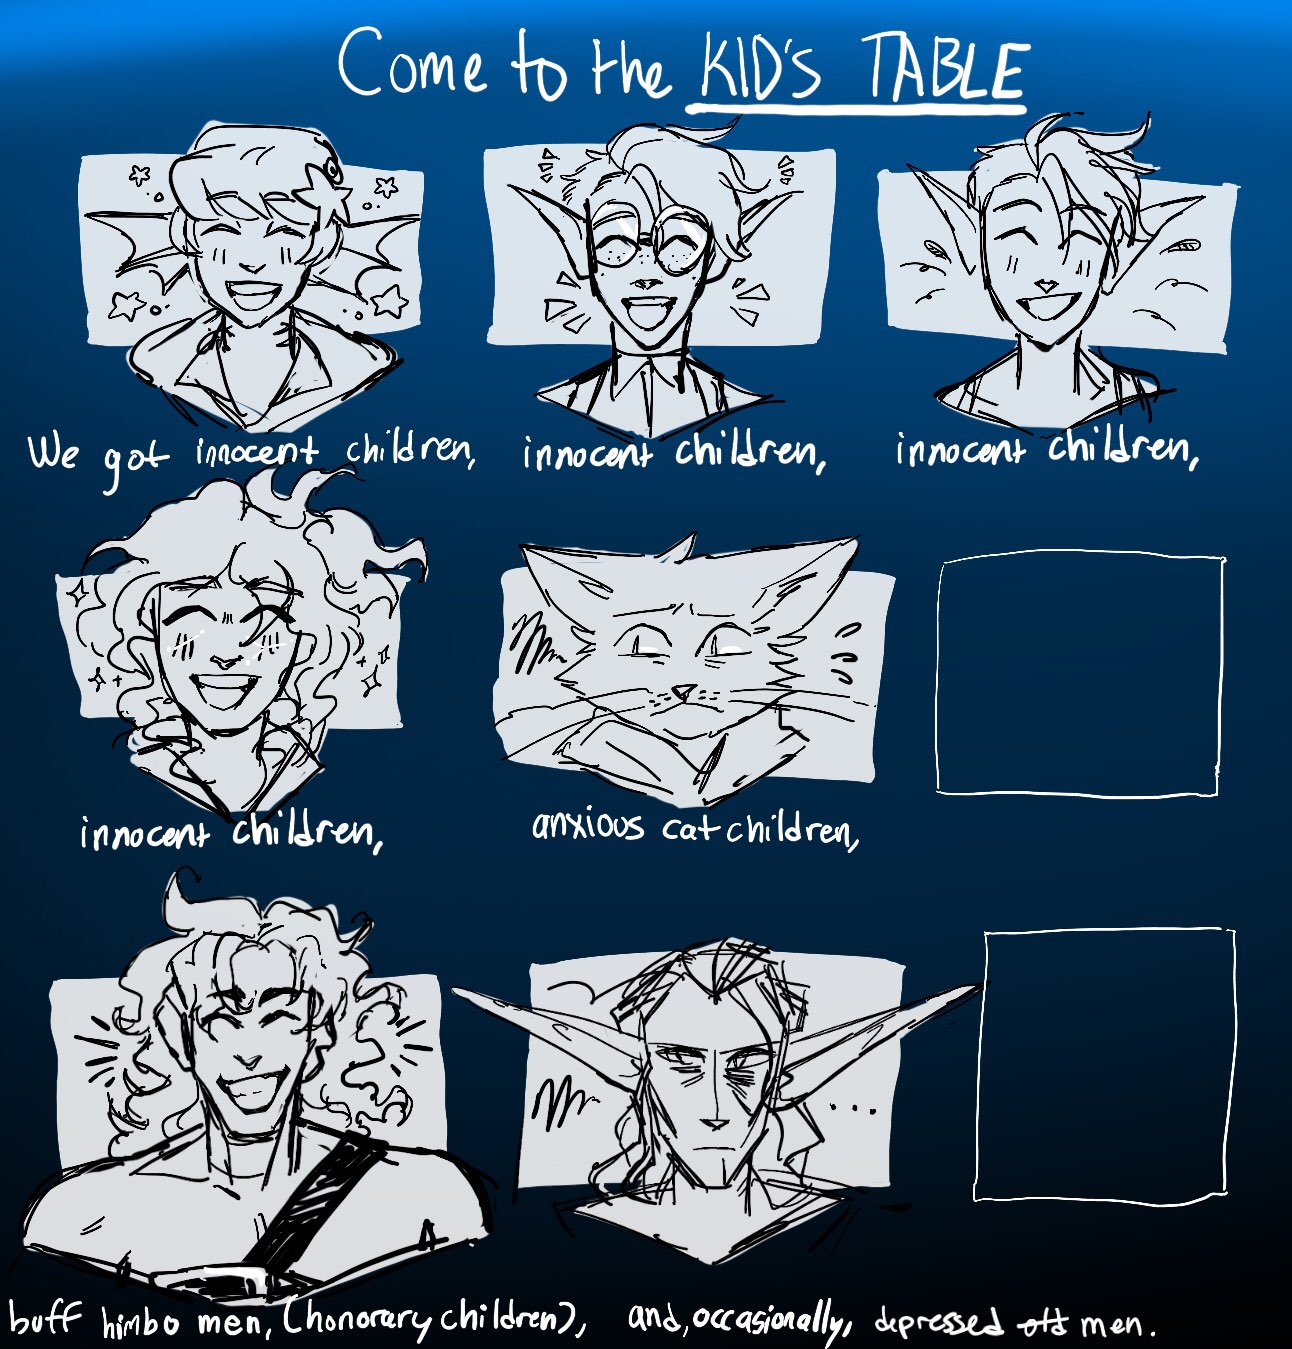 Come to the KID'S TABLE
We got innocent children, innocent children, innocent children,
innocent children, anxious cat children,
buff himbo men, (honorary children), and, occasionally, depressed old men.